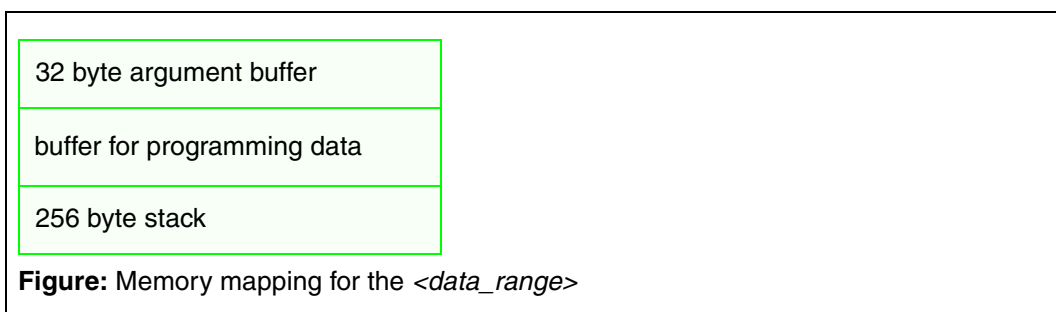 32 byte argument buffer
buffer for programming data
256 byte stack
Figure: Memory mapping for the <data_range>